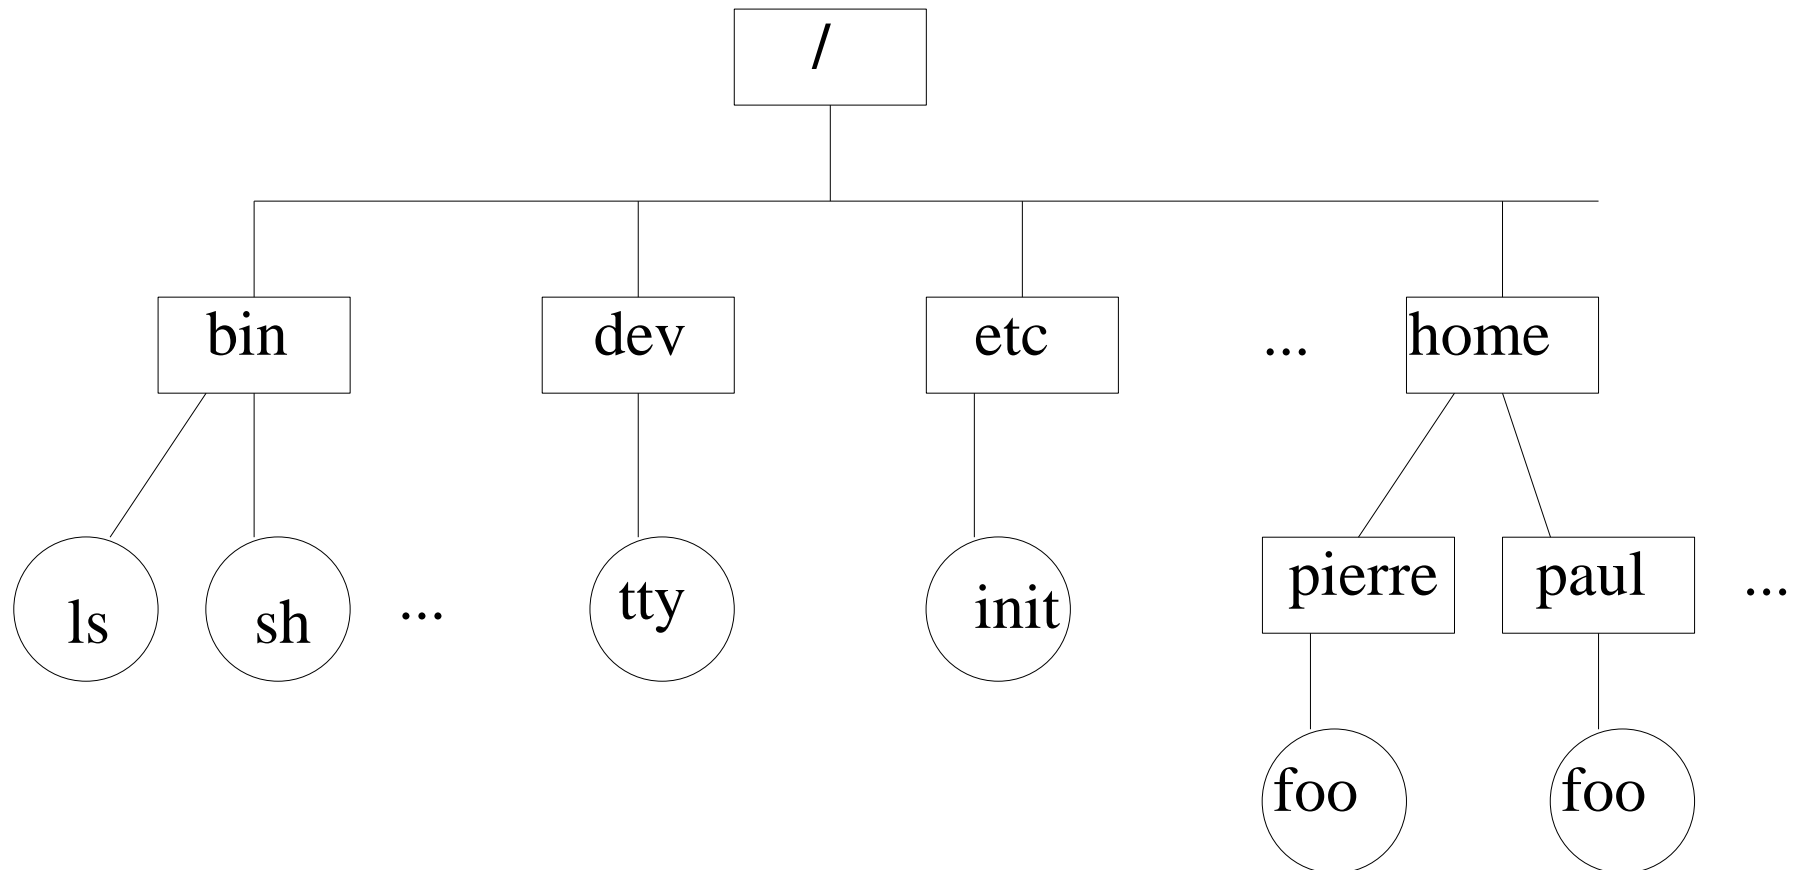 /
bin
dev
etc
...
home
ls
sh
...
tty
init
pierre
paul
...
foo
foo